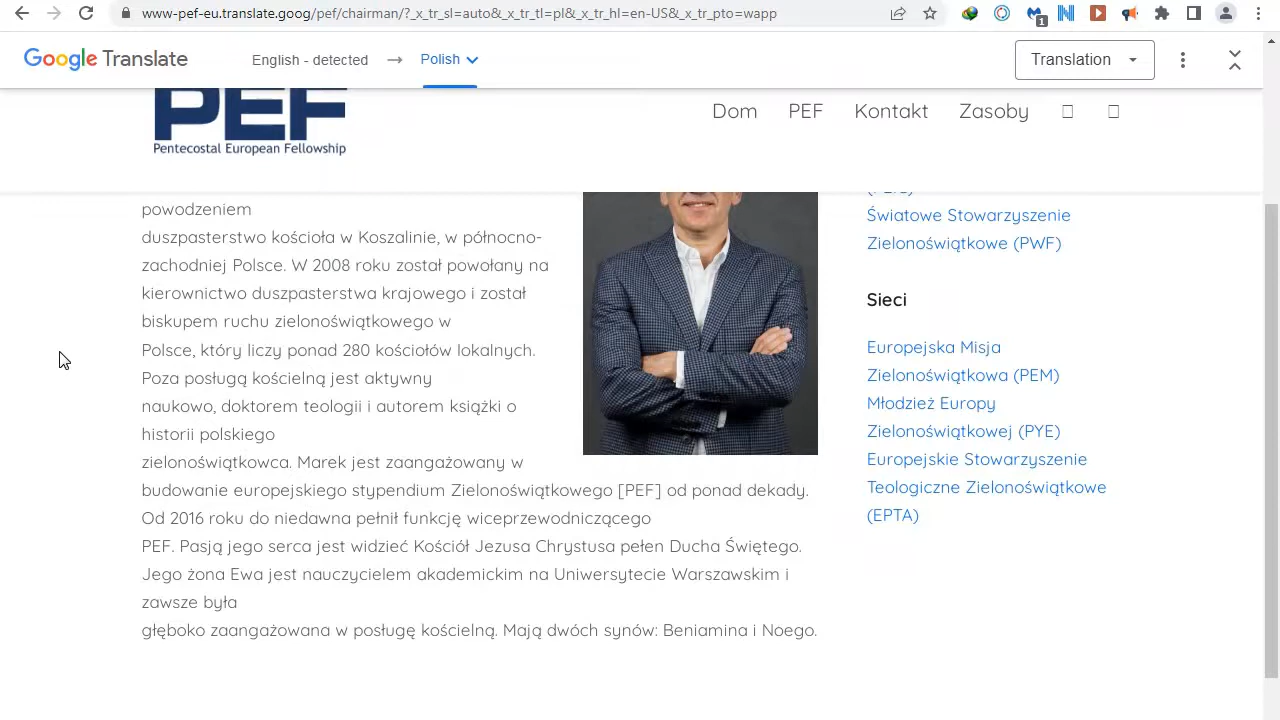 www-pef-eu.translate.goog/pef/chairman/?_x_tr_sl=auto&_x_tr_tl=pl&_x_tr_hl=en-US&_x_tr_pto=wapp
1
Google Translate
English - detected
Polish
Translation
PEF
Pentecostal European Fellowship
Dom
PEF
Kontakt
Zasoby
powodzeniem
duszpasterstwo kościoła w Koszalinie, w północno-
zachodniej Polsce. W 2008 roku został powołany na
kierownictwo duszpasterstwa krajowego i został
biskupem ruchu zielonoświątkowego w
Polsce, który liczy ponad 280 kościołów lokalnych.
Poza posługą kościelną jest aktywny
naukowo, doktorem teologii i autorem książki o
historii polskiego
zielonoświątkowca. Marek jest zaangażowany w
budowanie europejskiego stypendium Zielonoświątkowego [PEF] od ponad dekady.
Od 2016 roku do niedawna pełnił funkcję wiceprzewodniczącego
PEF. Pasją jego serca jest widzieć Kościół Jezusa Chrystusa pełen Ducha Świętego.
Jego żona Ewa jest nauczycielem akademickim na Uniwersytecie Warszawskim i
zawsze była
głęboko zaangażowana w posługę kościelną. Mają dwóch synów: Beniamina i Noego.
Światowe Stowarzyszenie
Zielonoświątkowe (PWF)
Sieci
Europejska Misja
Zielonoświątkowa (PEM)
Młodzież Europy
Zielonoświątkowej (PYE)
Europejskie Stowarzyszenie
Teologiczne Zielonoświątkowe
(EPTA)